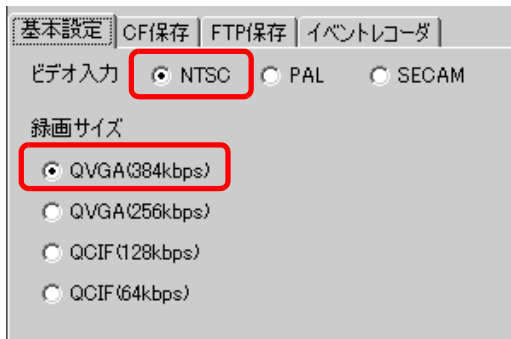 基本設定 CF保存 FTP保存 イベントレコーダ
ビデオ入力 NTSC PAL SECAM
録画サイズ
QVGA(384kbps)
QVGA(256kbps)
QCIF(128kbps)
QCIF(64kbps)